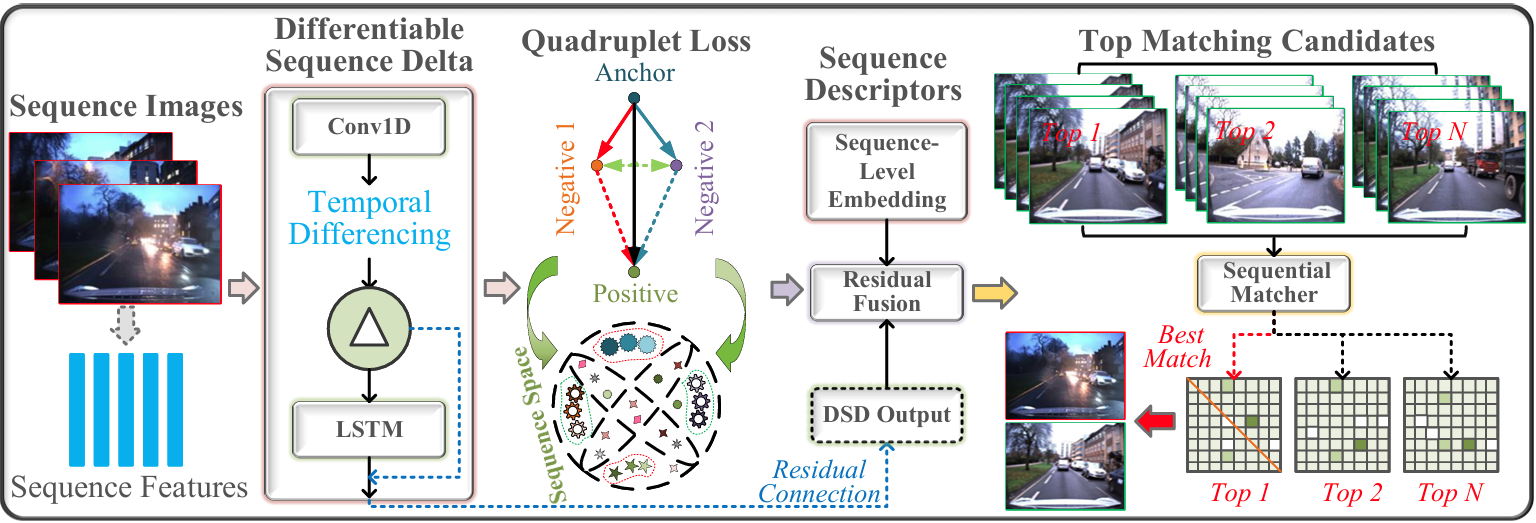 Sequence Images
Sequence Features
Differentiable
Sequence Delta
Conv1D
Temporal
Differencing
LSTM
Quadruplet Loss
Anchor
Negative 1
Negative 2
Positive
Sequence Space
Sequence
Descriptors
Sequence-
Level
Embedding
Residual
Fusion
DSD Output
Residual
Connection
Top Matching Candidates
Top 1
Top 2
Top N
Sequential
Matcher
Best
Match
Top 1
Top 2
Top N